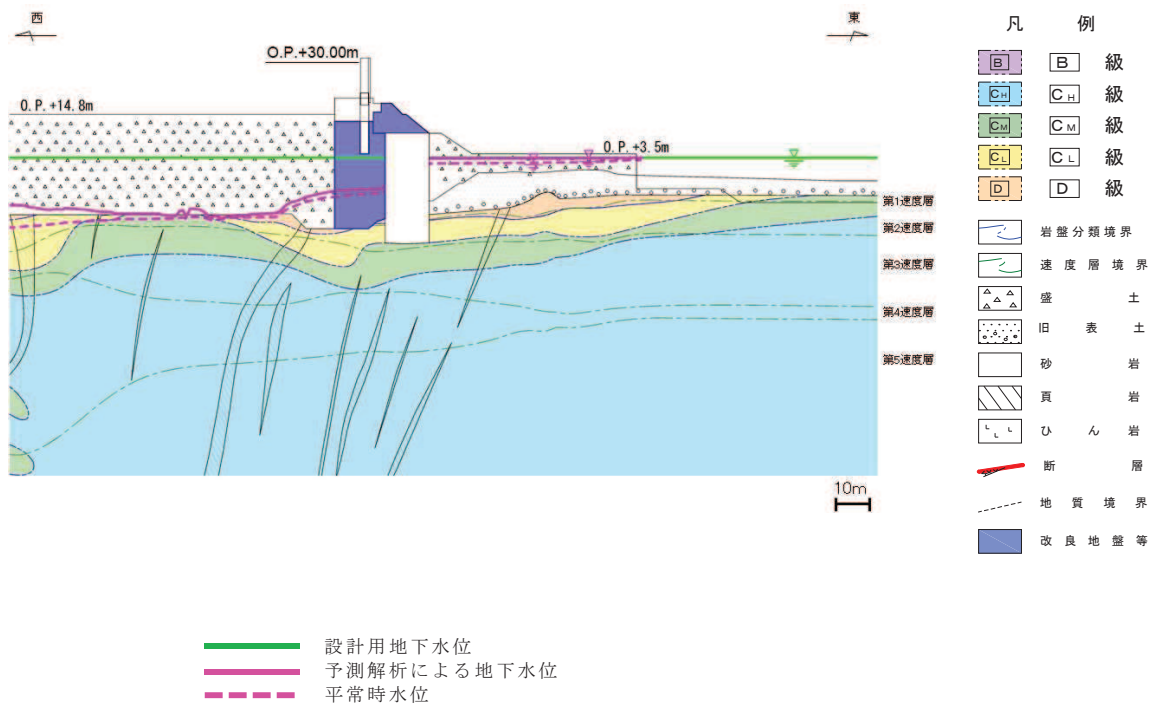 西
東
O.P.+30.00m
O.P.+14.8m
O.P.+3.5m
第1速度層
第2速度層
第3速度層
第4速度層
第5速度層
10m
凡 例
B B 級
CH CH 級
CM CM 級
CL CL 級
D D 級
岩盤分類境界
速度層境界
盛 土
旧 表 土
砂 岩
頁 岩
ひ ん 岩
断 層
地 質 境 界
改 良 地 盤 等
設計用地下水位
予測解析による地下水位
平常時水位